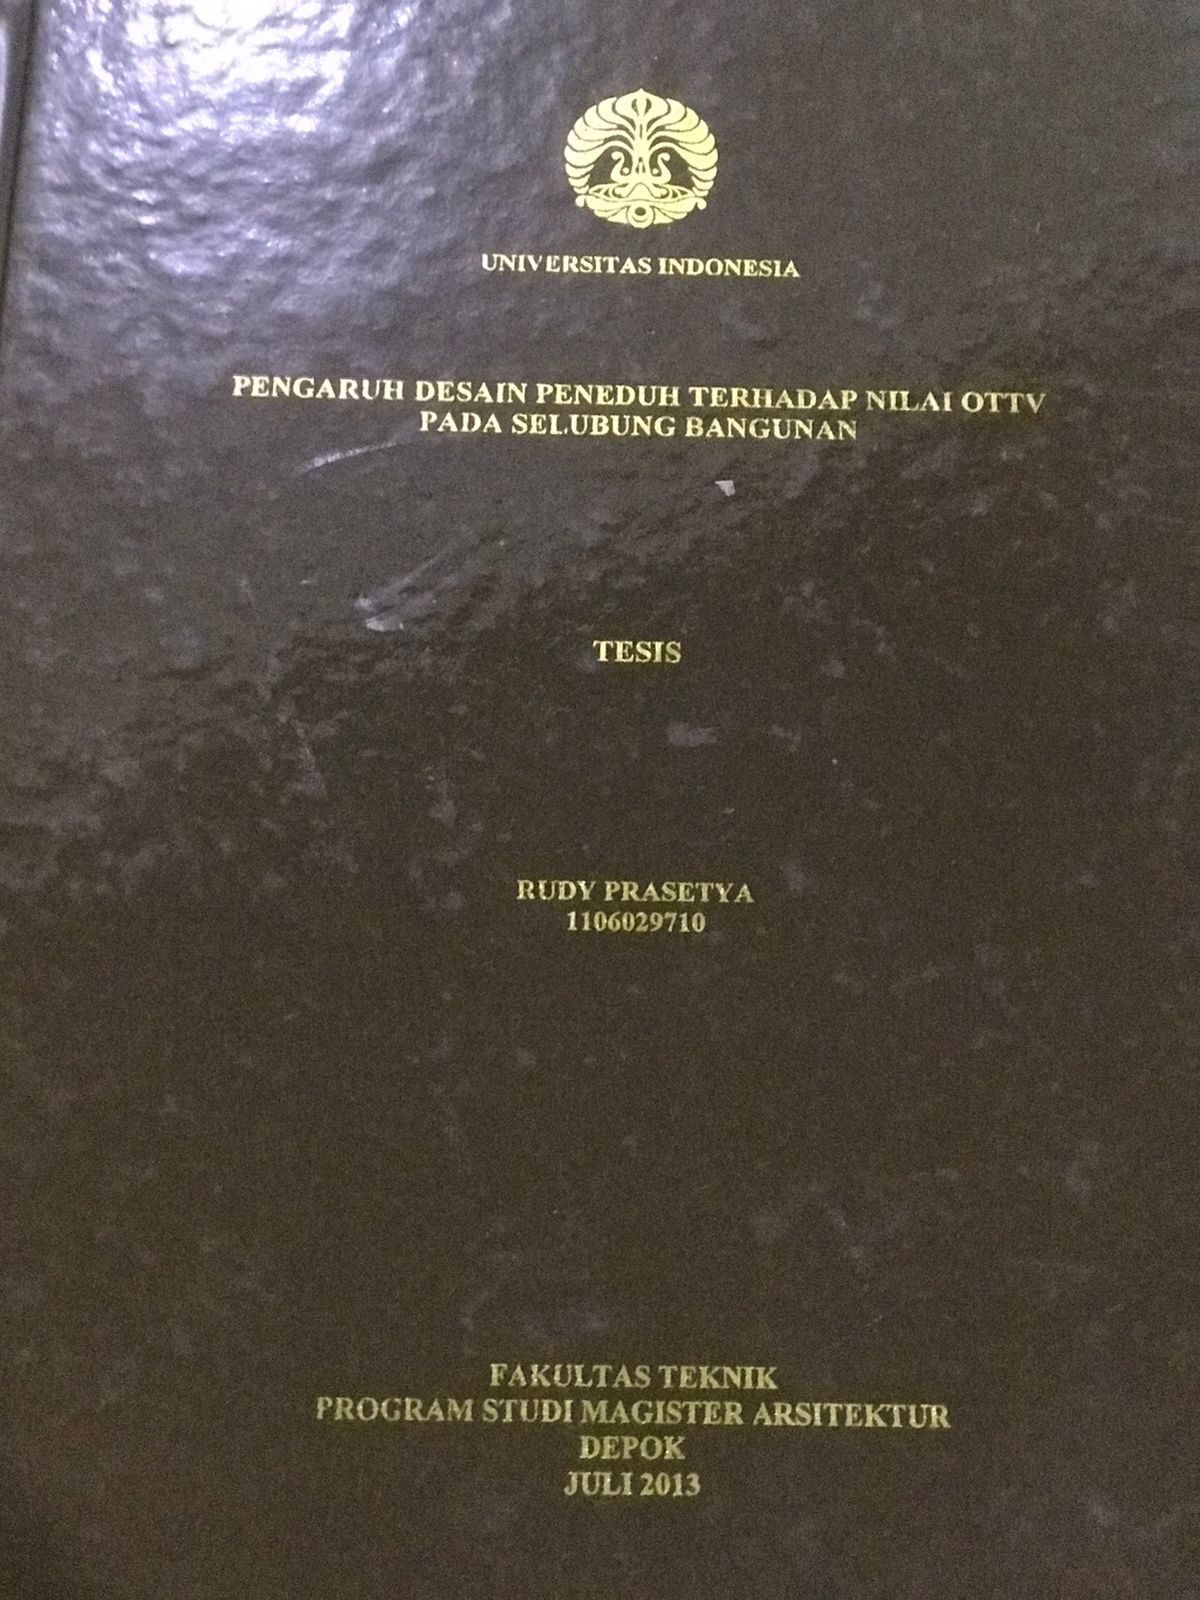 UNIVERSITAS INDONESIA
PENGARUH DESAIN PENEDUH TERHADAP NILAI OTTV
PADA SELUBUNG BANGUNAN
TESIS
RUDY PRASETYA
1106029710
FAKULTAS TEKNIK
PROGRAM STUDI MAGISTER ARSITEKTUR
DEPOK
JULI 2013